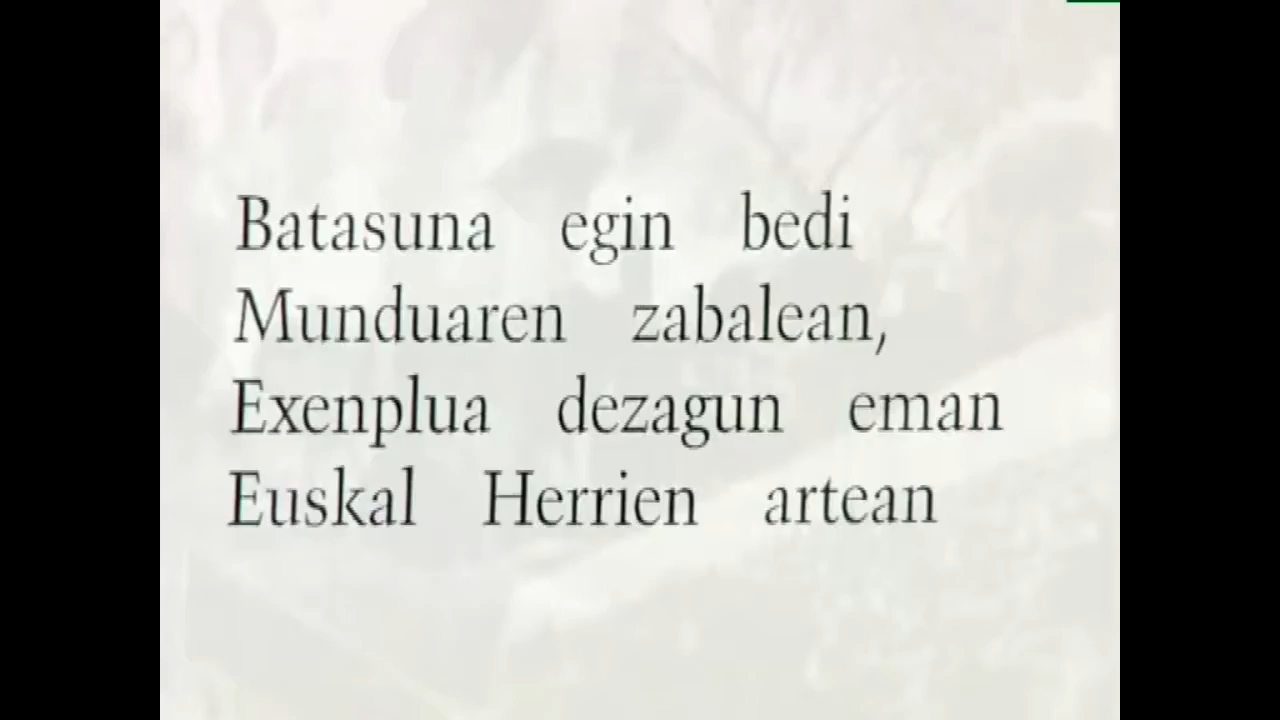 Batasuna egin bedi
Munduaren zabalean,
Exenplua dezagun eman
Euskal Herrien artean